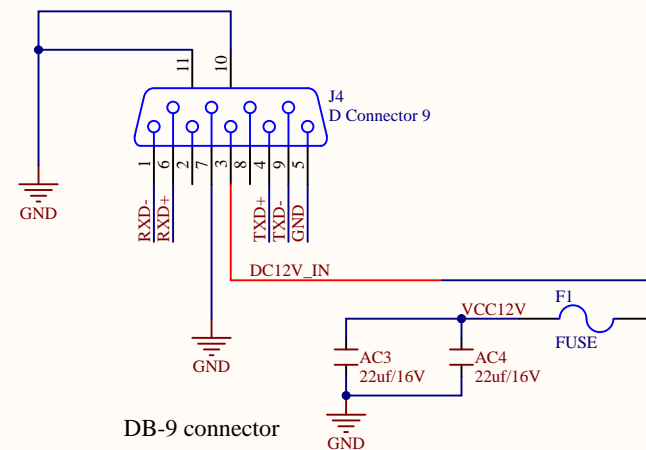 11
10
J4
D Connector 9
1
6
2
7
3
8
4
9
5
GND
RXD-
RXD+
TXD+
TXD-
GND
DC12V_IN
F1
VCC12V
FUSE
GND
AC3
22uf/16V
AC4
22uf/16V
DB-9 connector
GND